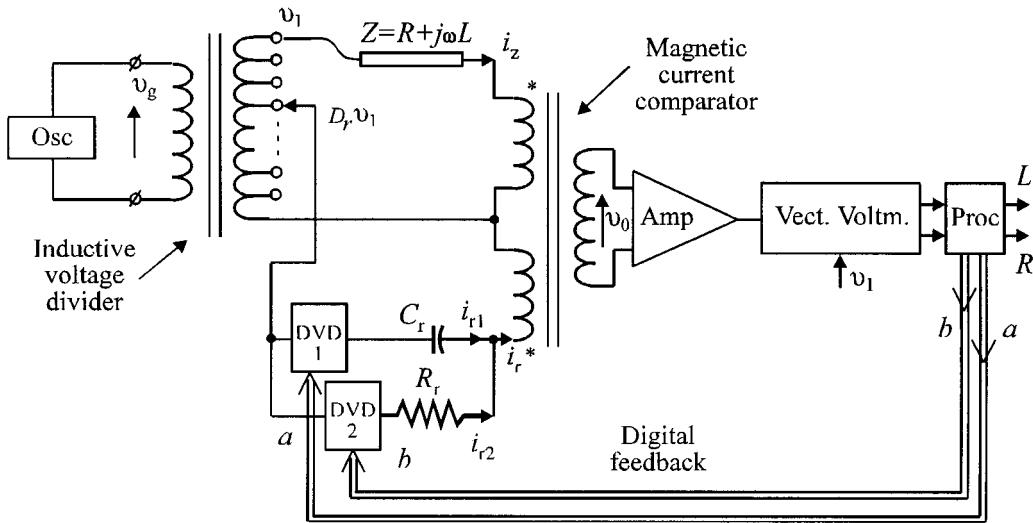 υ1
Z=R+jωL
iz
*
Magnetic
current
comparator
υg
Osc
Dr υ1
Inductive
voltage
divider
υ0
Amp
Vect. Voltm.
Proc
L
R
υ1
b
a
DVD
1
Cr
ir1
ir
*
DVD
2
Rr
ir2
a
b
Digital
feedback